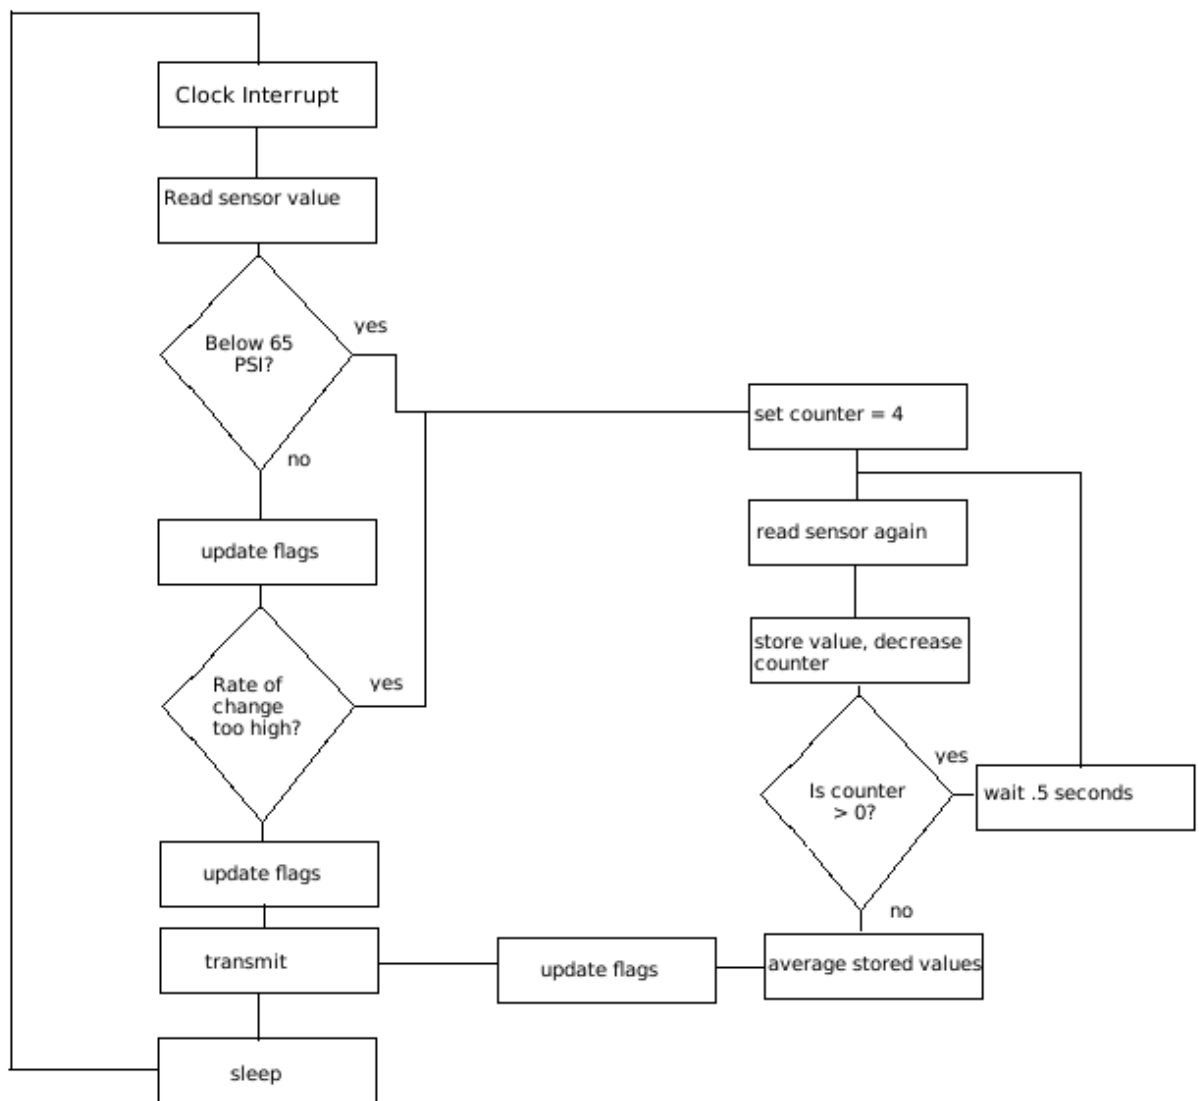 Clock Interrupt
Read sensor value
Below 65
PSI?
yes
no
update flags
Rate of
change
too high?
yes
update flags
transmit
sleep
set counter = 4
read sensor again
store value, decrease
counter
Is counter
> 0?
yes
wait .5 seconds
no
average stored values
update flags